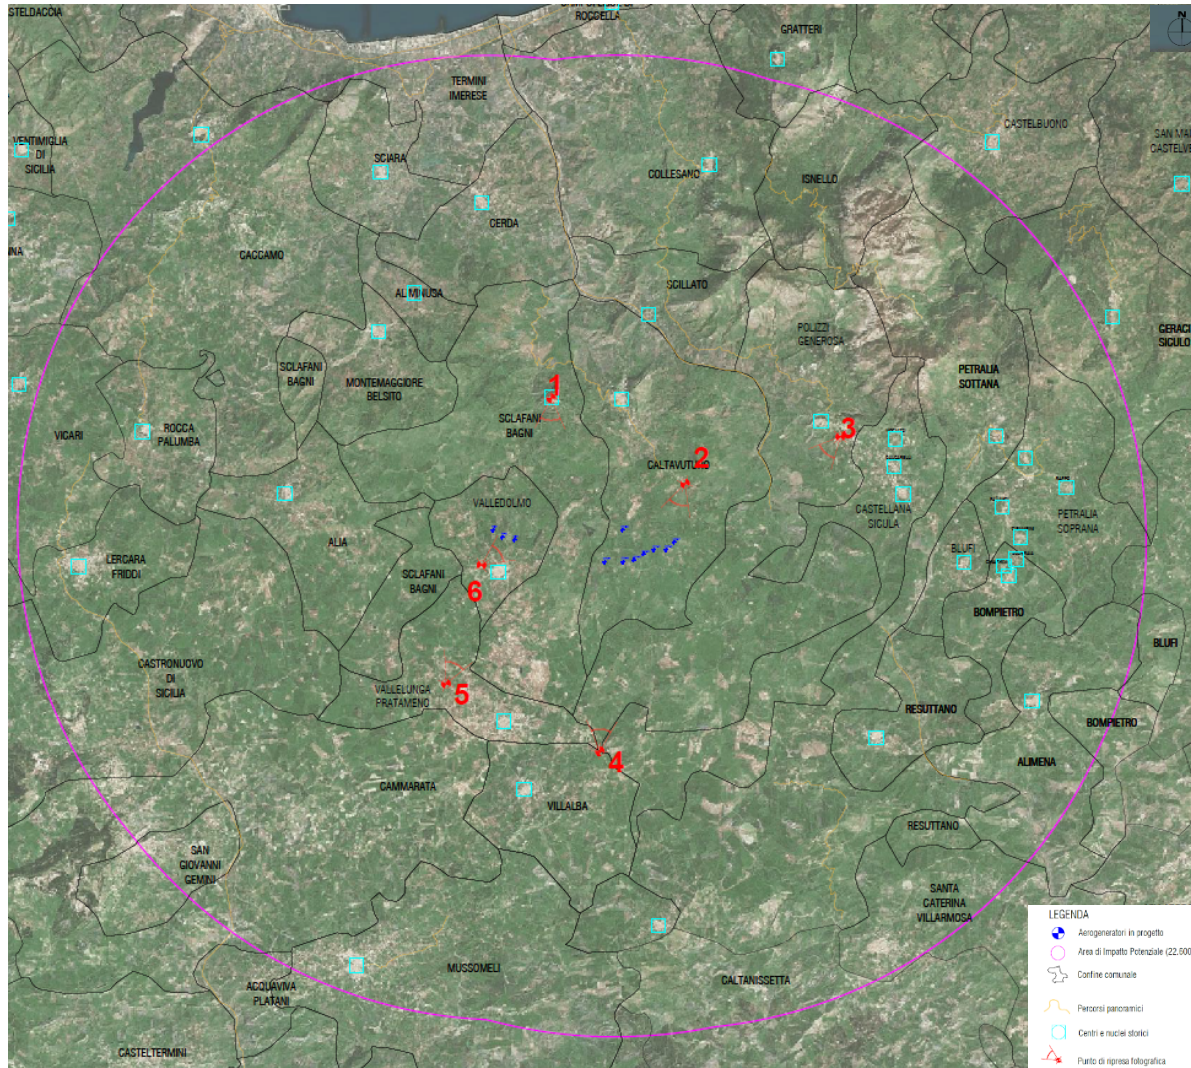 STELDACCIA
ROCCELLA
GRATTERI
N
TERMINI
IMERESE
CASTELBUONO
VENTIMIGLIA
DI
SICILIA
SAN MA
CASTELVE
SCIARA
COLLESANO
ISNELLO
CERDA
NNA
CACCAMO
ALIMINUSA
SCILLATO
POLIZZI
GENEROSA
GERACI
SICULO
SCLAFANI
BAGNI
MONTEMAGGIORE
BELSITO
PETRALIA
SOTTANA
1
SCLAFANI
BAGNI
VICARI
ROCCA
PALUMBA
3
2
CALTAVUTURO
VALLEDOLMO
CASTELLANA
SICULA
PETRALIA
SOPRANA
ALIA
BLUFI
LERCARA
FRIDDI
SCLAFANI
BAGNI
6
BOMPIETRO
BLUFI
CASTRONUOVO
DI
SICILIA
VALLELUNGA
PRATAMENO
5
RESUTTANO
BOMPIETRO
4
ALIMENA
CAMMARATA
VILLALBA
RESUTTANO
SAN
GIOVANNI
GEMINI
SANTA
CATERINA
VILLARMOSA
MUSSOMELI
CALTANISSETTA
ACQUAVIVA
PLATANI
CASTELTERMINI
LEGENDA
Aerogeneratori in progetto
Area di Impatto Potenziale (22.600
Confine comunale
Percorsi panoramici
Centri e nuclei storici
Punto di ripresa fotografica